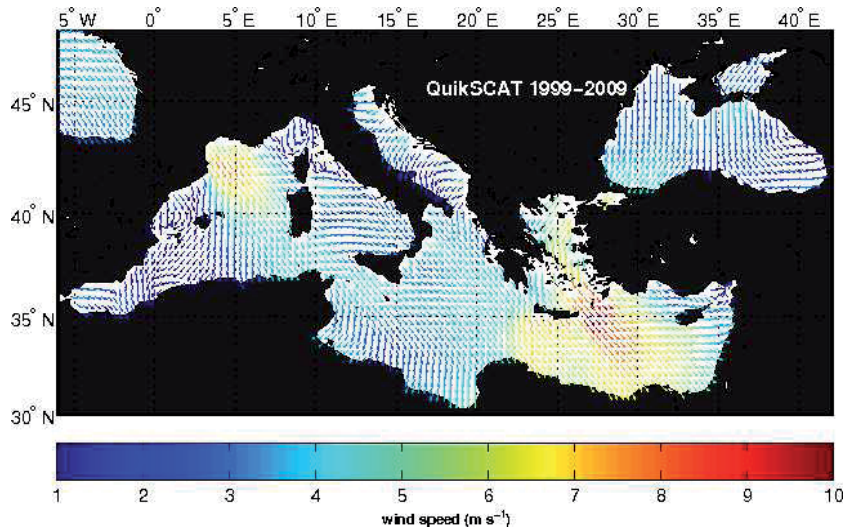 5° W 0° 5° E 10° E 15° E 20° E 25° E 30° E 35° E 40° E
QuikSCAT 1999-2009
45° N
40° N
35° N
30° N
1 2 3 4 5 6 7 8 9 10
wind speed (m s⁻¹)